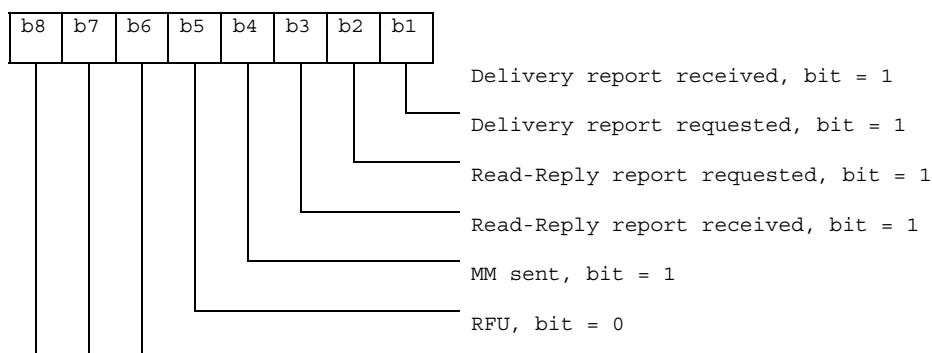 b8 b7 b6 b5 b4 b3 b2 b1
Delivery report received, bit = 1
Delivery report requested, bit = 1
Read-Reply report requested, bit = 1
Read-Reply report received, bit = 1
MM sent, bit = 1
RFU, bit = 0